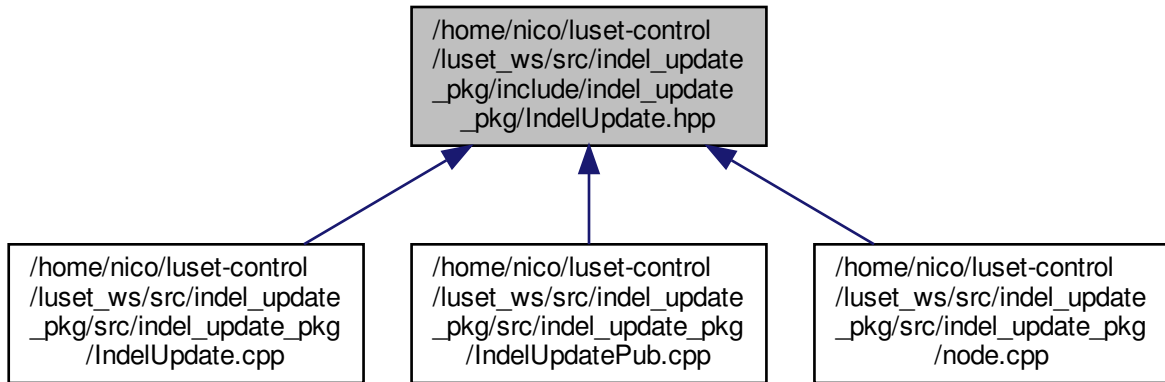 /home/nico/luset-control
/luset_ws/src/indel_update
_pkg/include/indel_update
_pkg/IndelUpdate.hpp
/home/nico/luset-control
/luset_ws/src/indel_update
_pkg/src/indel_update_pkg
/IndelUpdate.cpp
/home/nico/luset-control
/luset_ws/src/indel_update
_pkg/src/indel_update_pkg
/IndelUpdatePub.cpp
/home/nico/luset-control
/luset_ws/src/indel_update
_pkg/src/indel_update_pkg
/node.cpp